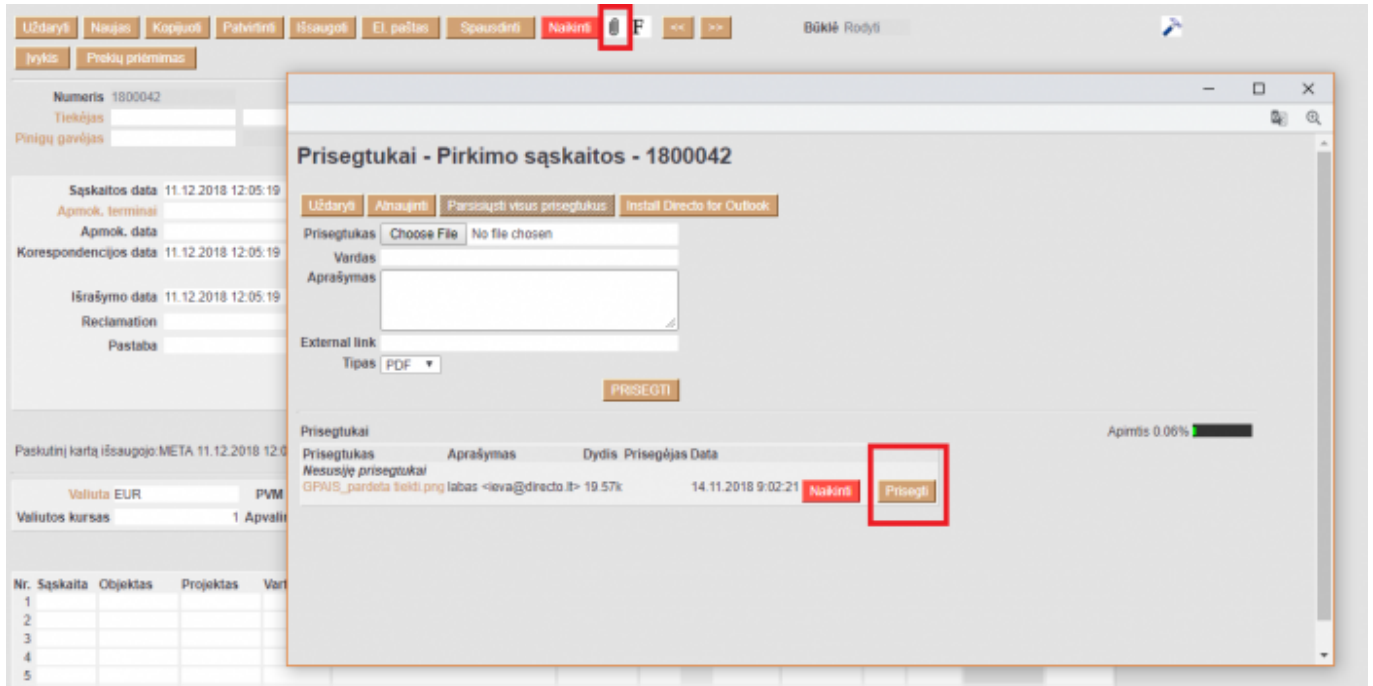 Uždaryti Naujas Kopijuoti Patvirtinti Išsaugoti El. paštas Spausdinti Naikinti F << >> Būklė Rodyti
Įvykis Prekių priėmimas
Numeris 1800042
Tiekėjas
Pinigų gavėjas
Sąskaitos data 11.12.2018 12:05:19
Apmok. terminai
Apmok. data
Korespondencijos data 11.12.2018 12:05:19
Išrašymo data 11.12.2018 12:05:19
Reclamation
Pastaba
Paskutinį kartą išsaugojo:META 11.12.2018 12:0
Valiuta EUR PVM
Valiutos kursas 1 Apvalin
Nr. Sąskaita Objektas Projektas Vart
1
2
3
4
5
Prisegtukai - Pirkimo sąskaitos - 1800042
Uždaryti Atnaujinti Parsisiųsti visus prisegtukus Install Directo for Outlook
Prisegtukas Choose File No file chosen
Vardas
Aprašymas
External link
Tipas PDF
PRISEGTI
Prisegtukai Apimtis 0.06%
Prisegtukas Aprašymas Dydis Prisegėjas Data
Nesusiję prisegtukai
GPAIS_pardeta tiekti.png labas <ieva@directo.lt> 19.57k 14.11.2018 9:02:21 Naikinti Prisegti